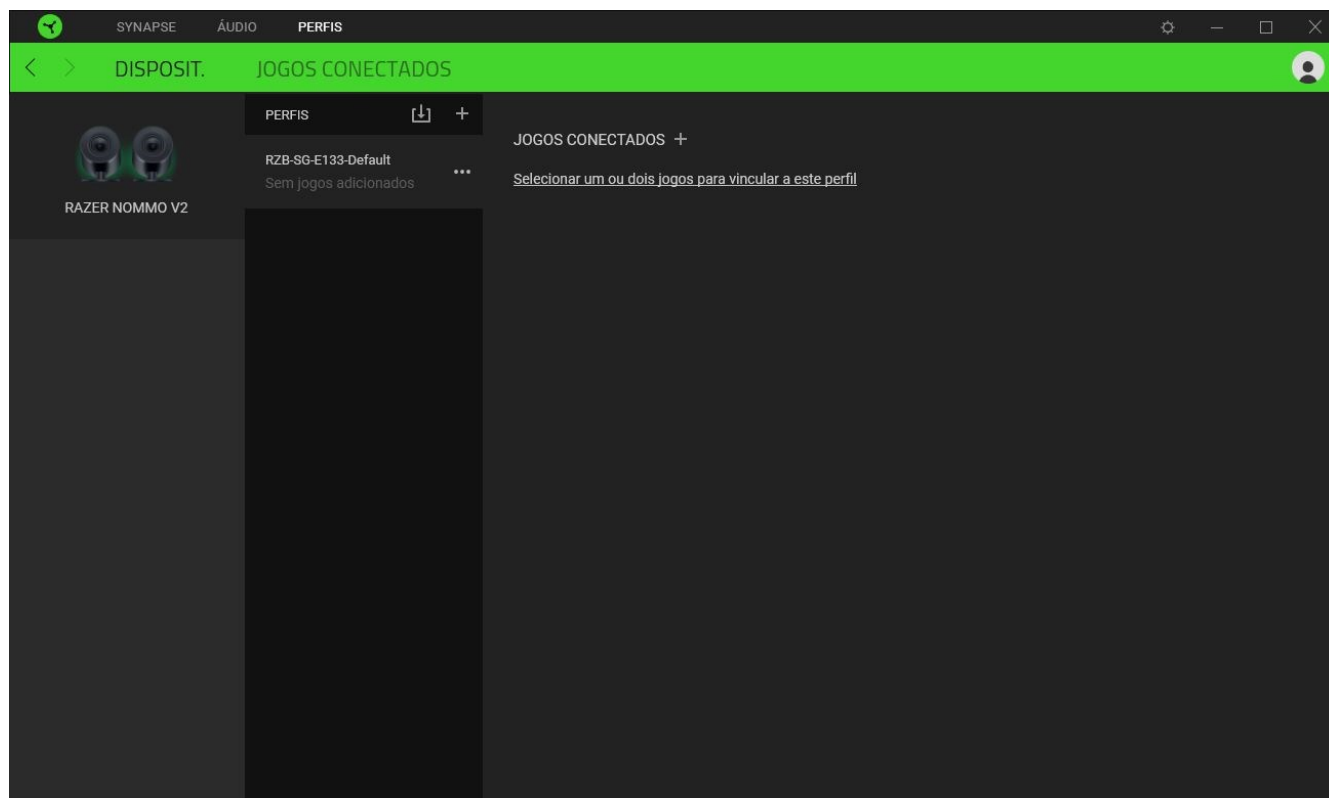 SYNAPSE ÁUDIO PERFIS
DISPOSIT. JOGOS CONECTADOS
RAZER NOMMO V2
PERFIS
RZB-SG-E133-Default
Sem jogos adicionados
JOGOS CONECTADOS
Selecionar um ou dois jogos para vincular a este perfil